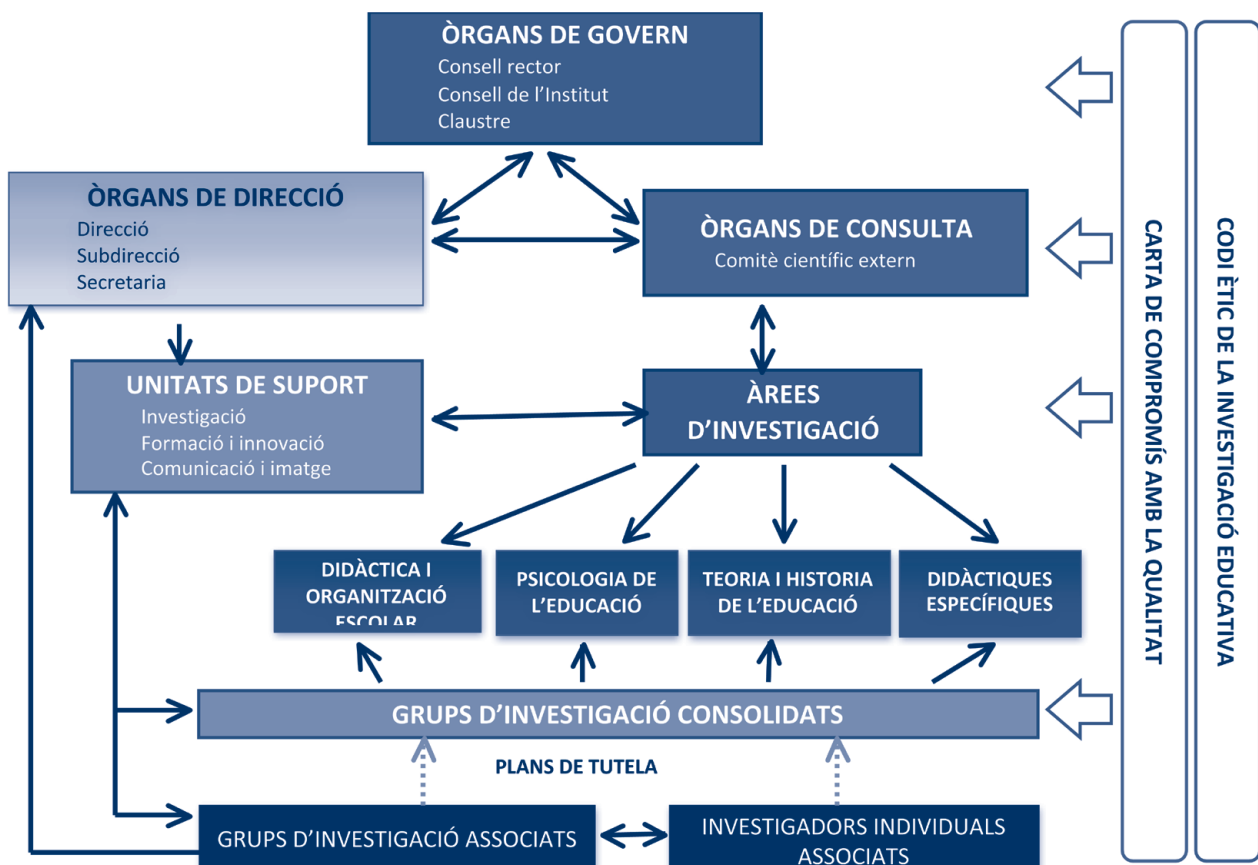 ÒRGANS DE GOVERN
Consell rector
Consell de l'Institut
Claustre
ÒRGANS DE DIRECCIÓ
Direcció
Subdirecció
Secretaria
ÒRGANS DE CONSULTA
Comitè científic extern
UNITATS DE SUPORT
Investigació
Formació i innovació
Comunicació i imatge
ÀREES
D'INVESTIGACIÓ
DIDÀCTICA I
ORGANITZACIÓ
ESCOLAR
PSICOLOGIA DE
L'EDUCACIÓ
TEORIA I HISTORIA
DE L'EDUCACIÓ
DIDÀCTIQUES
ESPECÍFIQUES
GRUPS D'INVESTIGACIÓ CONSOLIDATS
PLANS DE TUTELA
GRUPS D'INVESTIGACIÓ ASSOCIATS
INVESTIGADORS INDIVIDUALS
ASSOCIATS
CARTA DE COMPROMÍS AMB LA QUALITAT
CODI ÈTIC DE LA INVESTIGACIÓ EDUCATIVA